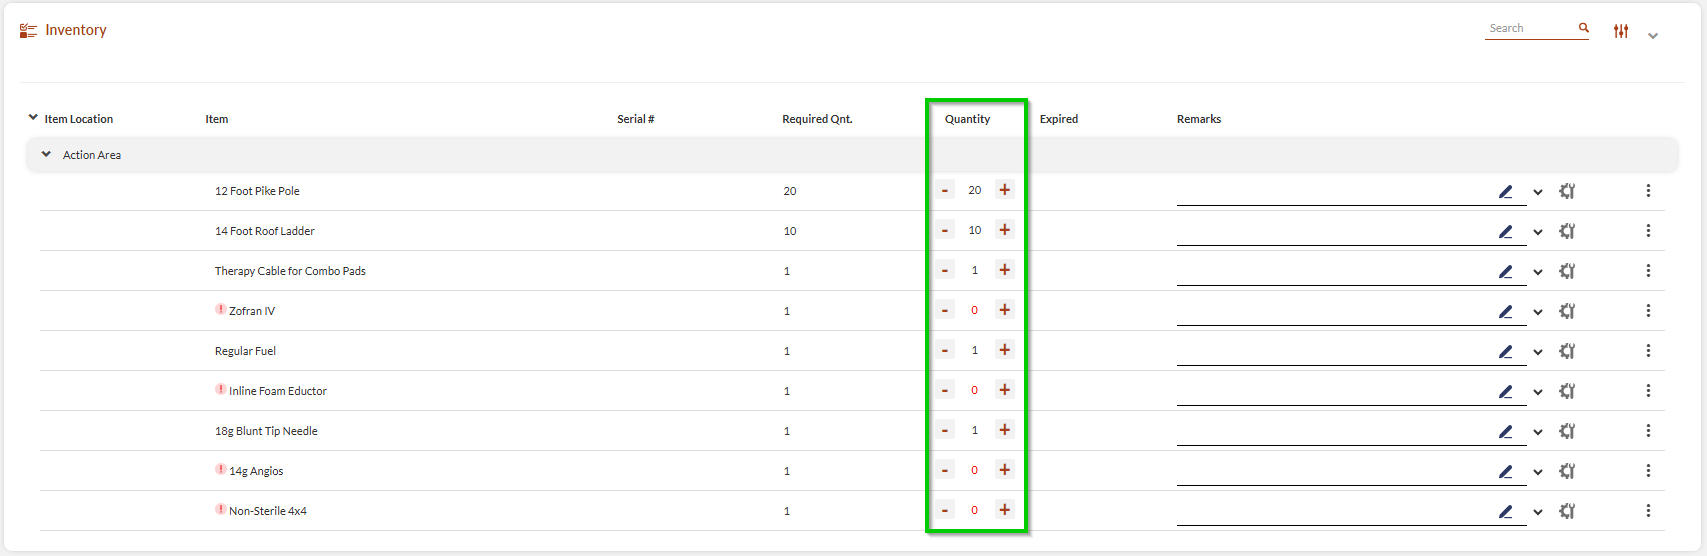 Inventory
Search
Item Location Item Serial # Required Qnt. Quantity Expired Remarks
Action Area
12 Foot Pike Pole 20 - 20 +
14 Foot Roof Ladder 10 - 10 +
Therapy Cable for Combo Pads 1 - 1 +
! Zofran IV 1 - 0 +
Regular Fuel 1 - 1 +
! Inline Foam Eductor 1 - 0 +
18g Blunt Tip Needle 1 - 1 +
! 14g Angios 1 - 0 +
! Non-Sterile 4x4 1 - 0 +